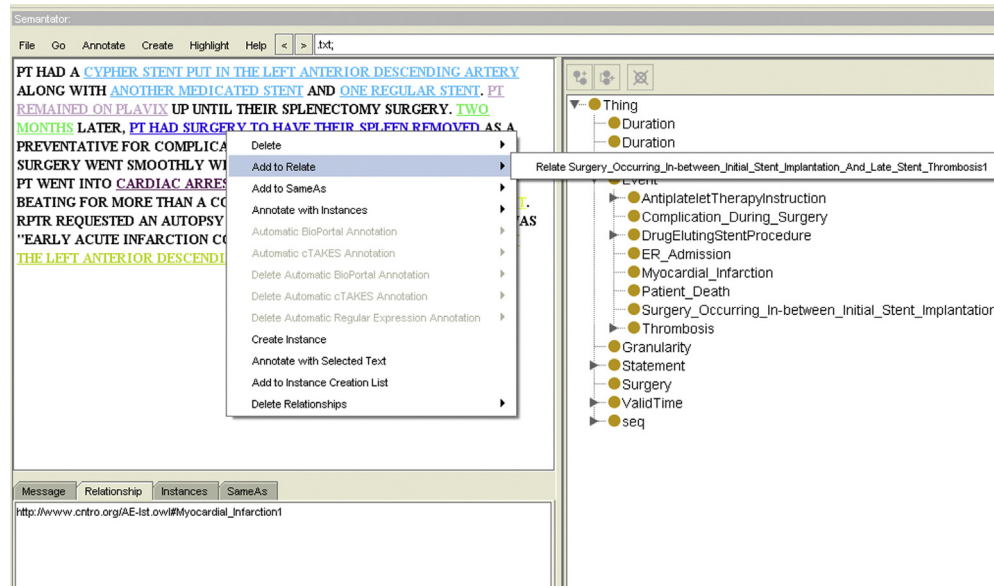 Semantator:
File Go Annotate Create Highlight Help < > .txt;
PT HAD A CYPHER STENT PUT IN THE LEFT ANTERIOR DESCENDING ARTERY
ALONG WITH ANOTHER MEDICATED STENT AND ONE REGULAR STENT. PT
REMAINED ON PLAVIX UP UNTIL THEIR SPLENECTOMY SURGERY. TWO
MONTHS LATER, PT HAD SURGERY TO HAVE THEIR SPLEEN REMOVED AS A
PREVENTATIVE FOR COMPLICA
SURGERY WENT SMOOTHLY WI
PT WENT INTO CARDIAC ARRES
BEATING FOR MORE THAN A CO T.
RPTR REQUESTED AN AUTOPSY AS
"EARLY ACUTE INFARCTION CO
THE LEFT ANTERIOR DESCENDI
Delete
Add to Relate
Add to SameAs
Annotate with Instances
Automatic BioPortal Annotation
Automatic cTAKES Annotation
Delete Automatic BioPortal Annotation
Delete Automatic cTAKES Annotation
Delete Automatic Regular Expression Annotation
Create Instance
Annotate with Selected Text
Add to Instance Creation List
Delete Relationships
Relate Surgery_Occurring_In-between_Initial_Stent_Implantation_And_Late_Stent_Thrombosis1
Thing
Duration
Duration
Event
AntiplateletTherapyInstruction
Complication_During_Surgery
DrugElutingStentProcedure
ER_Admission
Myocardial_Infarction
Patient_Death
Surgery_Occurring_In-between_Initial_Stent_Implantation
Thrombosis
Granularity
Statement
Surgery
ValidTime
seq
Message Relationship Instances SameAs
http://www.cntro.org/AE-lst.owl#Myocardial_Infarction1